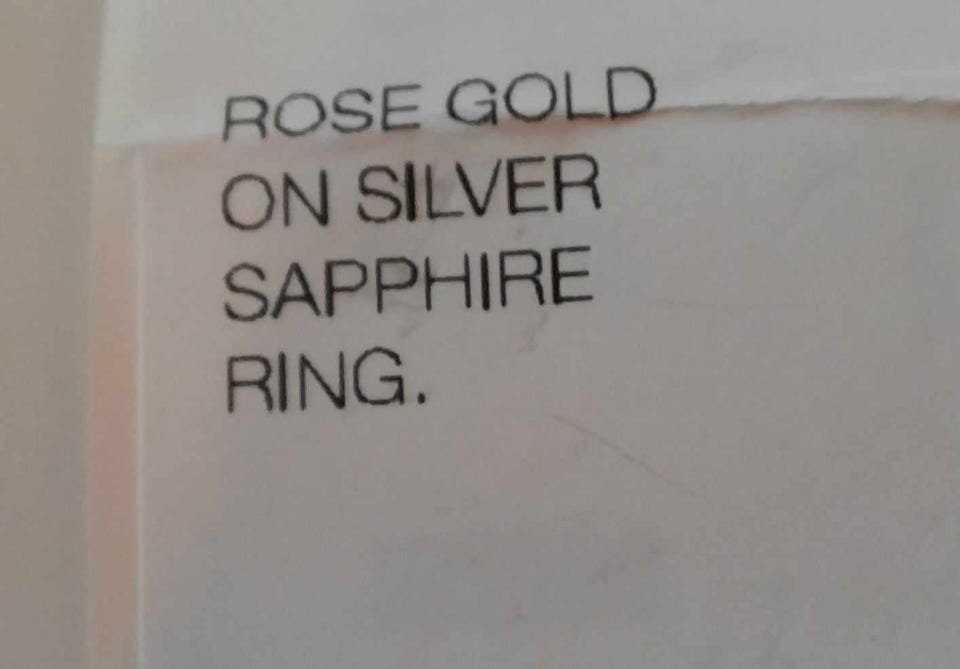 ROSE GOLD
ON SILVER
SAPPHIRE
RING.